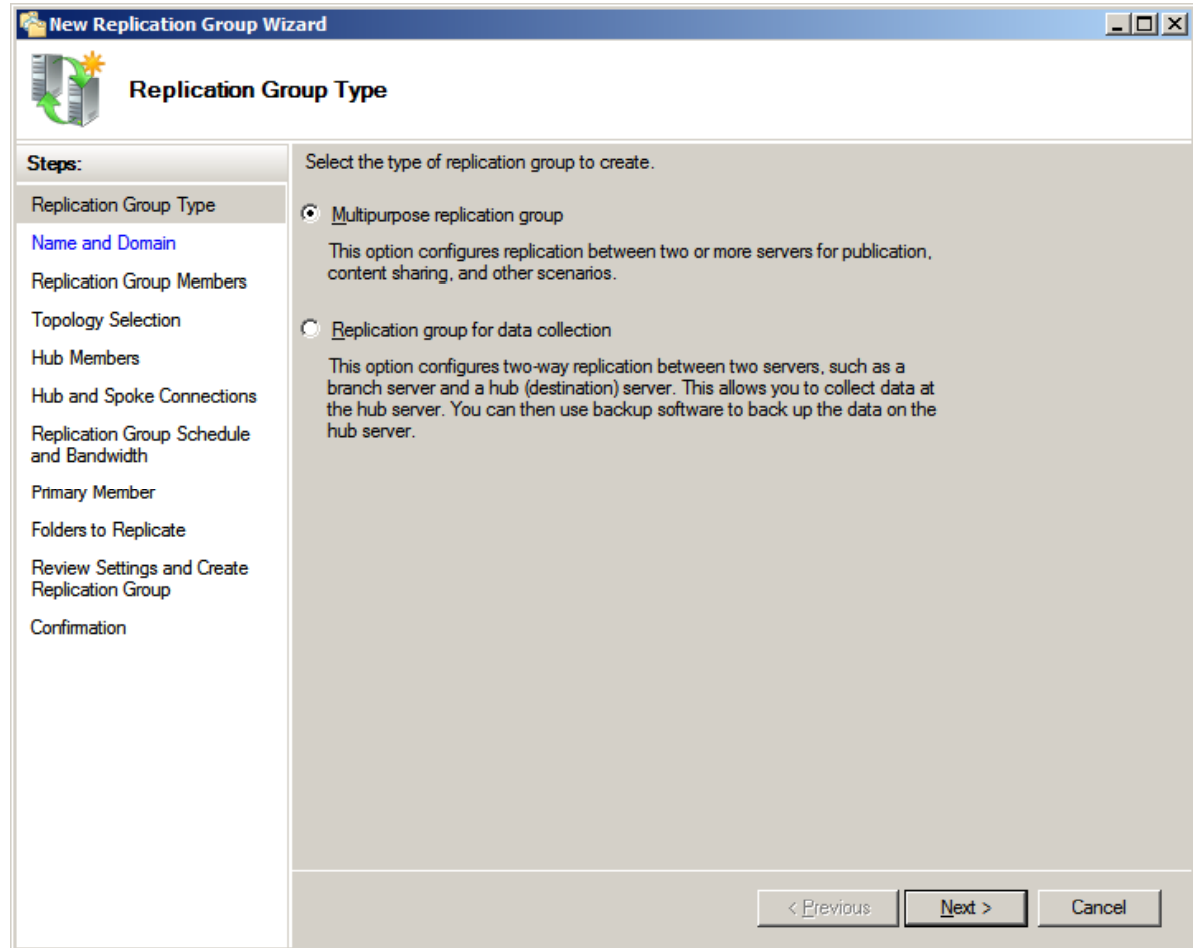 New Replication Group Wizard
Replication Group Type
Steps:
Replication Group Type
Name and Domain
Replication Group Members
Topology Selection
Hub Members
Hub and Spoke Connections
Replication Group Schedule
and Bandwidth
Primary Member
Folders to Replicate
Review Settings and Create
Replication Group
Confirmation
Select the type of replication group to create.
Multipurpose replication group
This option configures replication between two or more servers for publication,
content sharing, and other scenarios.
Replication group for data collection
This option configures two-way replication between two servers, such as a
branch server and a hub (destination) server. This allows you to collect data at
the hub server. You can then use backup software to back up the data on the
hub server.
< Previous
Next >
Cancel